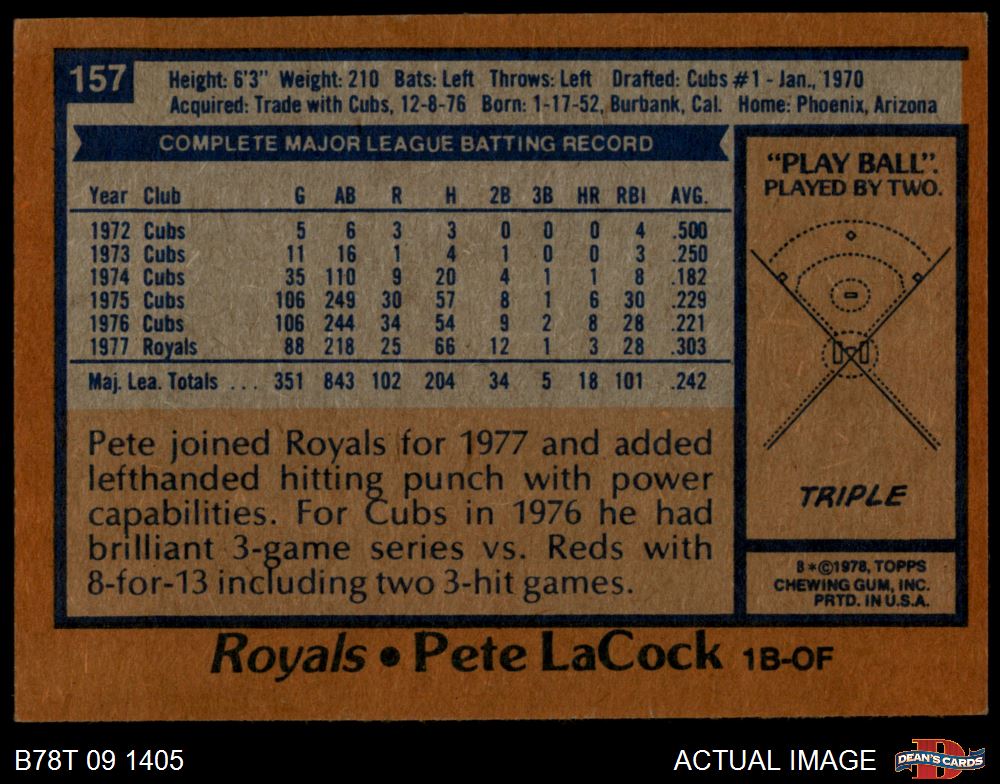 157
Height: 6'3" Weight: 210 Bats: Left Throws: Left Drafted: Cubs #1 - Jan., 1970
Acquired: Trade with Cubs, 12-8-76 Born: 1-17-52, Burbank, Cal. Home: Phoenix, Arizona
COMPLETE MAJOR LEAGUE BATTING RECORD
Year Club G AB R H 2B 3B HR RBI AVG.
1972 Cubs 5 6 3 3 0 0 0 4 .500
1973 Cubs 11 16 1 4 1 0 0 3 .250
1974 Cubs 35 110 9 20 4 1 1 8 .182
1975 Cubs 106 249 30 57 8 1 6 30 .229
1976 Cubs 106 244 34 54 9 2 8 28 .221
1977 Royals 88 218 25 66 12 1 3 28 .303
Maj. Lea. Totals ... 351 843 102 204 34 5 18 101 .242
Pete joined Royals for 1977 and added
lefthanded hitting punch with power
capabilities. For Cubs in 1976 he had
brilliant 3-game series vs. Reds with
8-for-13 including two 3-hit games.
"PLAY BALL".
PLAYED BY TWO.
TRIPLE
B*©1978, TOPPS
CHEWING GUM, INC.
PRTD. IN U.S.A.
Royals • Pete LaCock 1B-OF
B78T 09 1405
ACTUAL IMAGE
D
DEAN'S CARDS